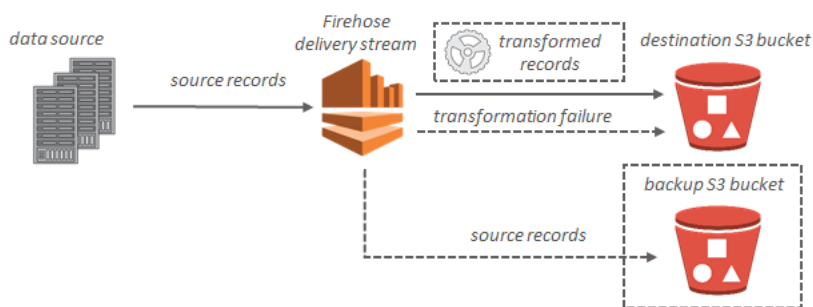 data source
source records
Firehose
delivery stream
transformed
records
destination S3 bucket
transformation failure
backup S3 bucket
source records